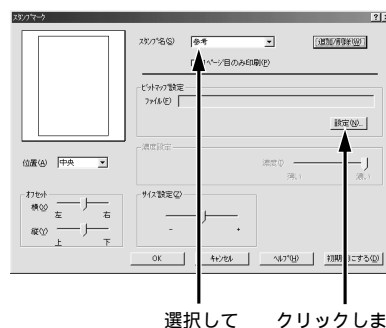 スタンプマーク
スタンプ名(S) 参考 追加/削除(W)
1ページ目のみ印刷(P)
ビットマップ設定
ファイル(F)
設定(N)...
濃度設定
濃度(I)
薄い 濃い
位置(A) 中央
オフセット
横(X)
左 右
縦(Y)
上 下
サイズ設定(Z)
- +
OK キャンセル ヘルプ(H) 初期 にする(D)
選択して クリックしま